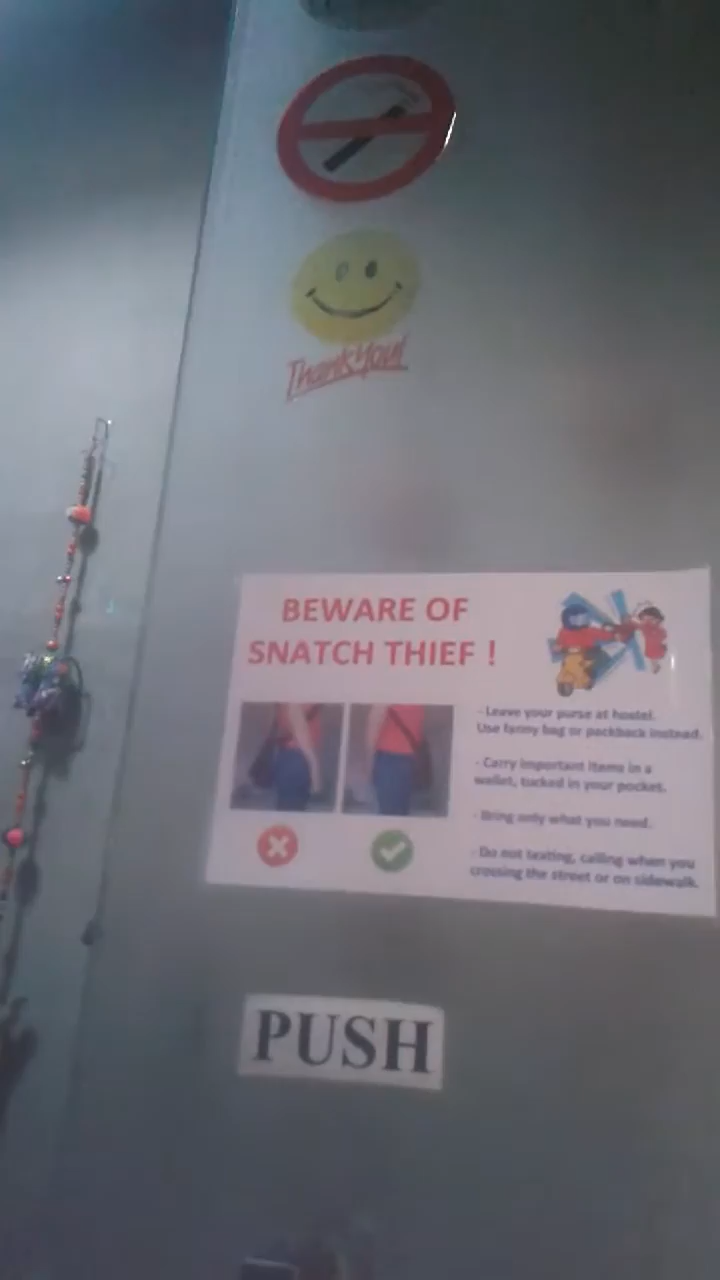 Thank You!
BEWARE OF
SNATCH THIEF !
- Leave your purse at hostel.
Use fanny bag or packback instead.
- Carry important items in a
wallet, tucked in your pocket.
- Bring only what you need.
- Do not texting, calling when you
crossing the street or on sidewalk.
PUSH